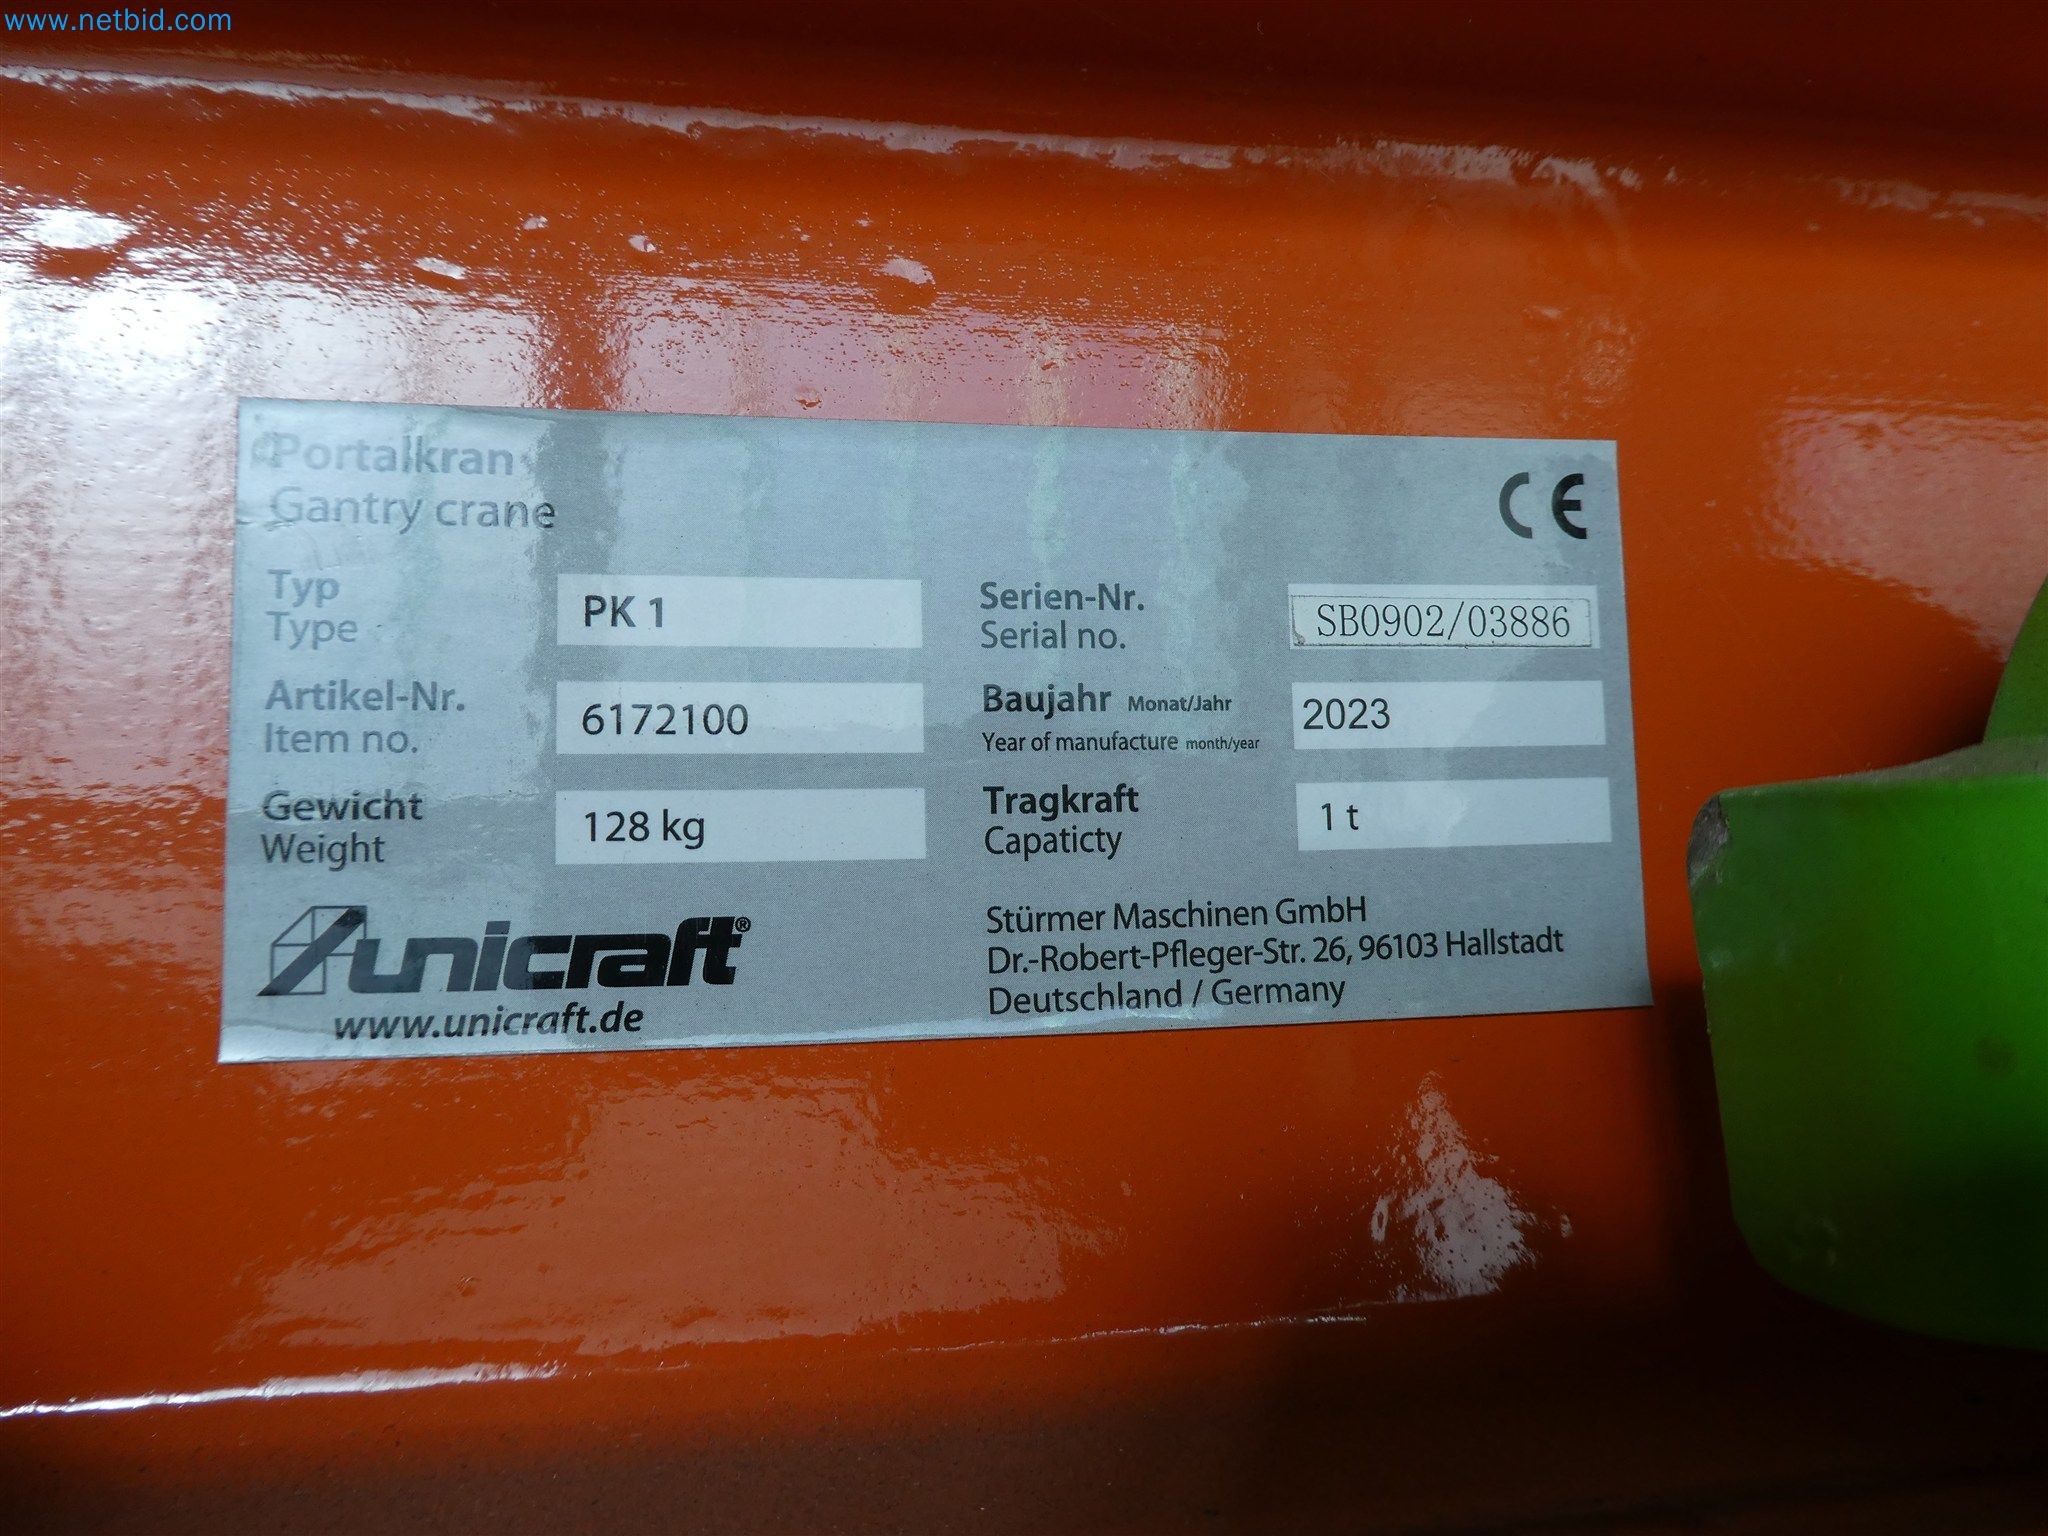 www.netbid.com
Portalkran
Gantry crane
CE
Typ
Type
PK 1
Serien-Nr.
Serial no.
SB0902/03886
Artikel-Nr.
Item no.
6172100
Baujahr Monat/Jahr
Year of manufacture month/year
2023
Gewicht
Weight
128 kg
Tragkraft
Capaticty
1 t
unicraft®
www.unicraft.de
Stürmer Maschinen GmbH
Dr.-Robert-Pfleger-Str. 26, 96103 Hallstadt
Deutschland / Germany